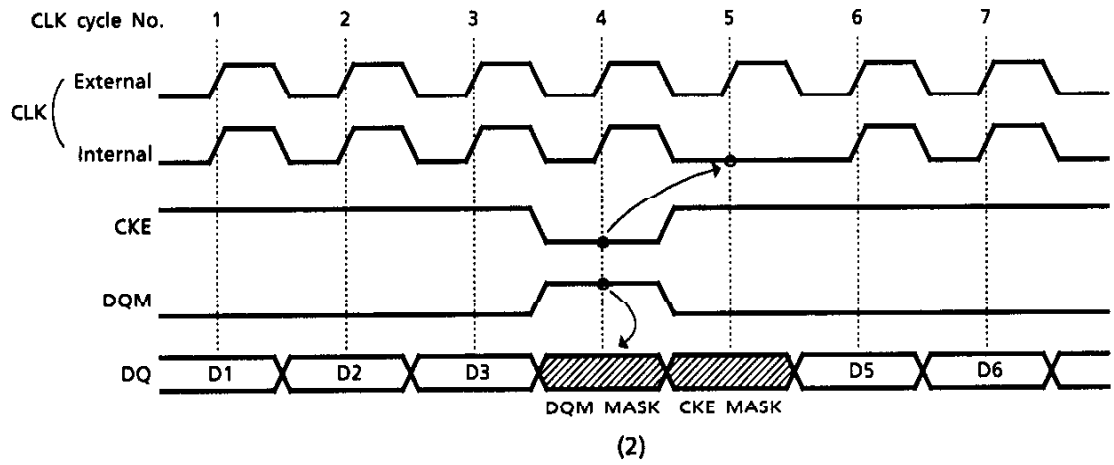 CLK cycle No. 1 2 3 4 5 6 7
External
CLK
Internal
CKE
DQM
DQ D1 D2 D3 D5 D6
DQM MASK CKE MASK
(2)